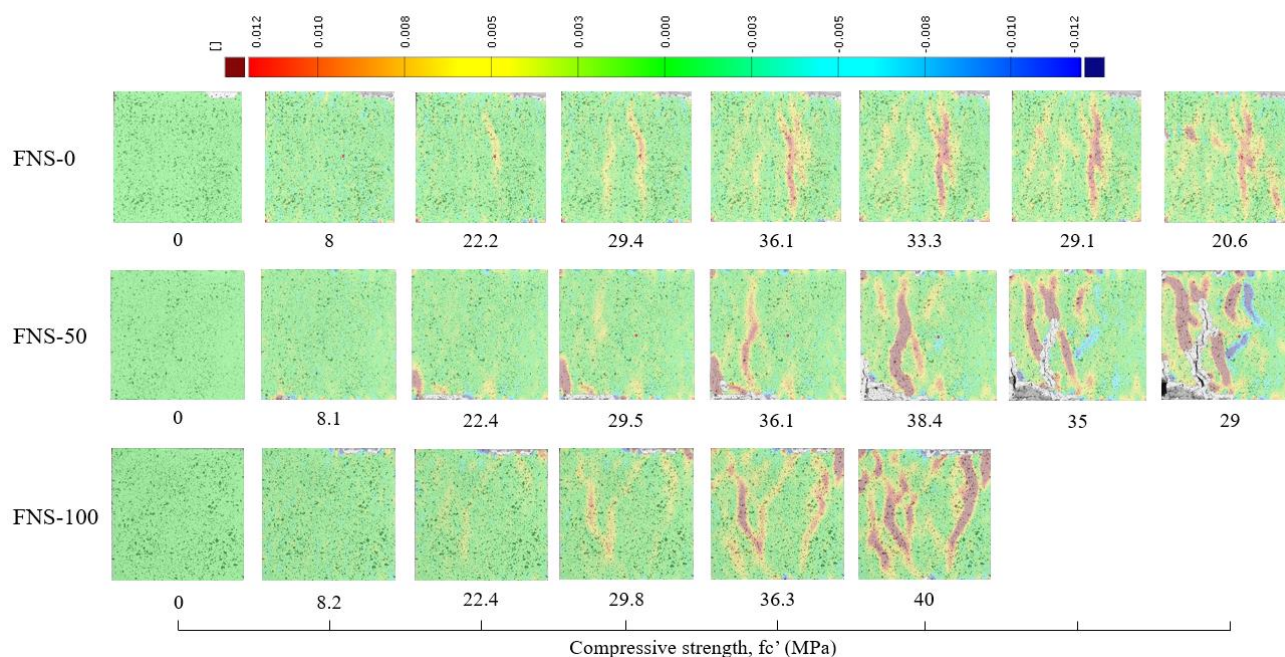 [] 0.012 0.010 0.008 0.005 0.003 0.000 -0.003 -0.005 -0.008 -0.010 -0.012
FNS-0
0 8 22.2 29.4 36.1 33.3 29.1 20.6
FNS-50
0 8.1 22.4 29.5 36.1 38.4 35 29
FNS-100
0 8.2 22.4 29.8 36.3 40
Compressive strength, fc’ (MPa)